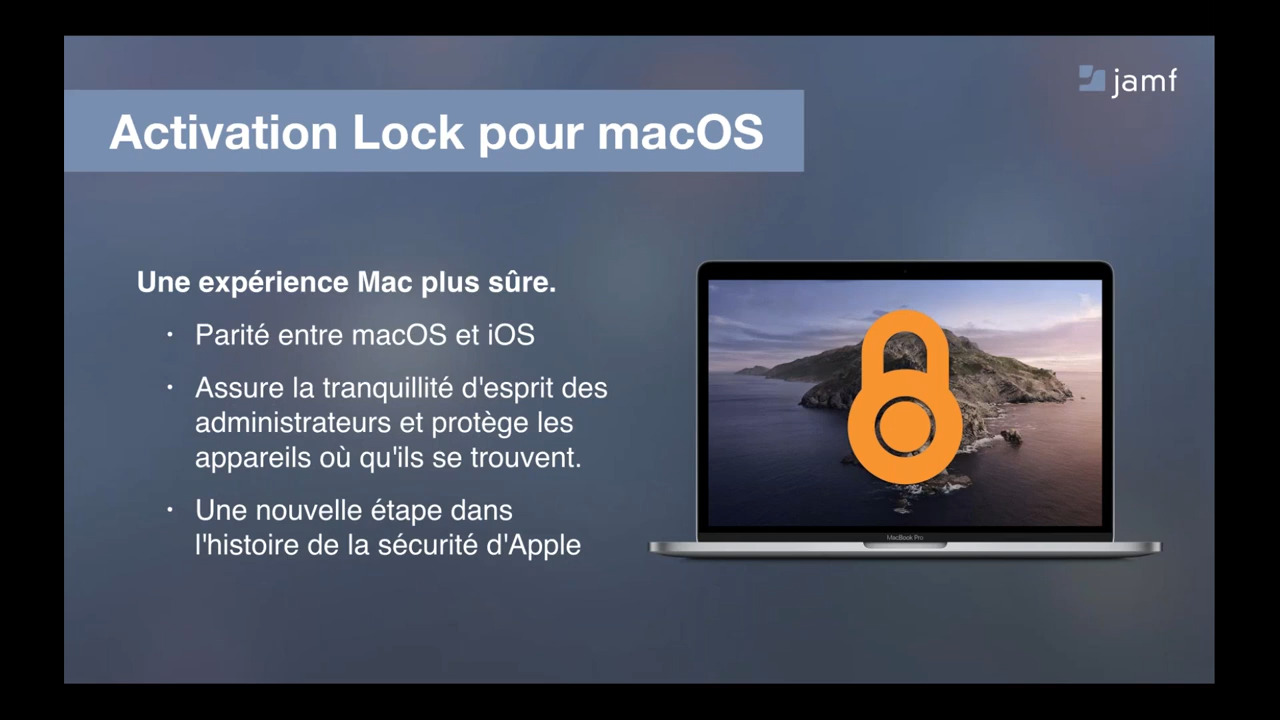 jamf
Activation Lock pour macOS
Une expérience Mac plus sûre.
• Parité entre macOS et iOS
• Assure la tranquillité d'esprit des
administrateurs et protège les
appareils où qu'ils se trouvent.
• Une nouvelle étape dans
l'histoire de la sécurité d'Apple
MacBook Pro